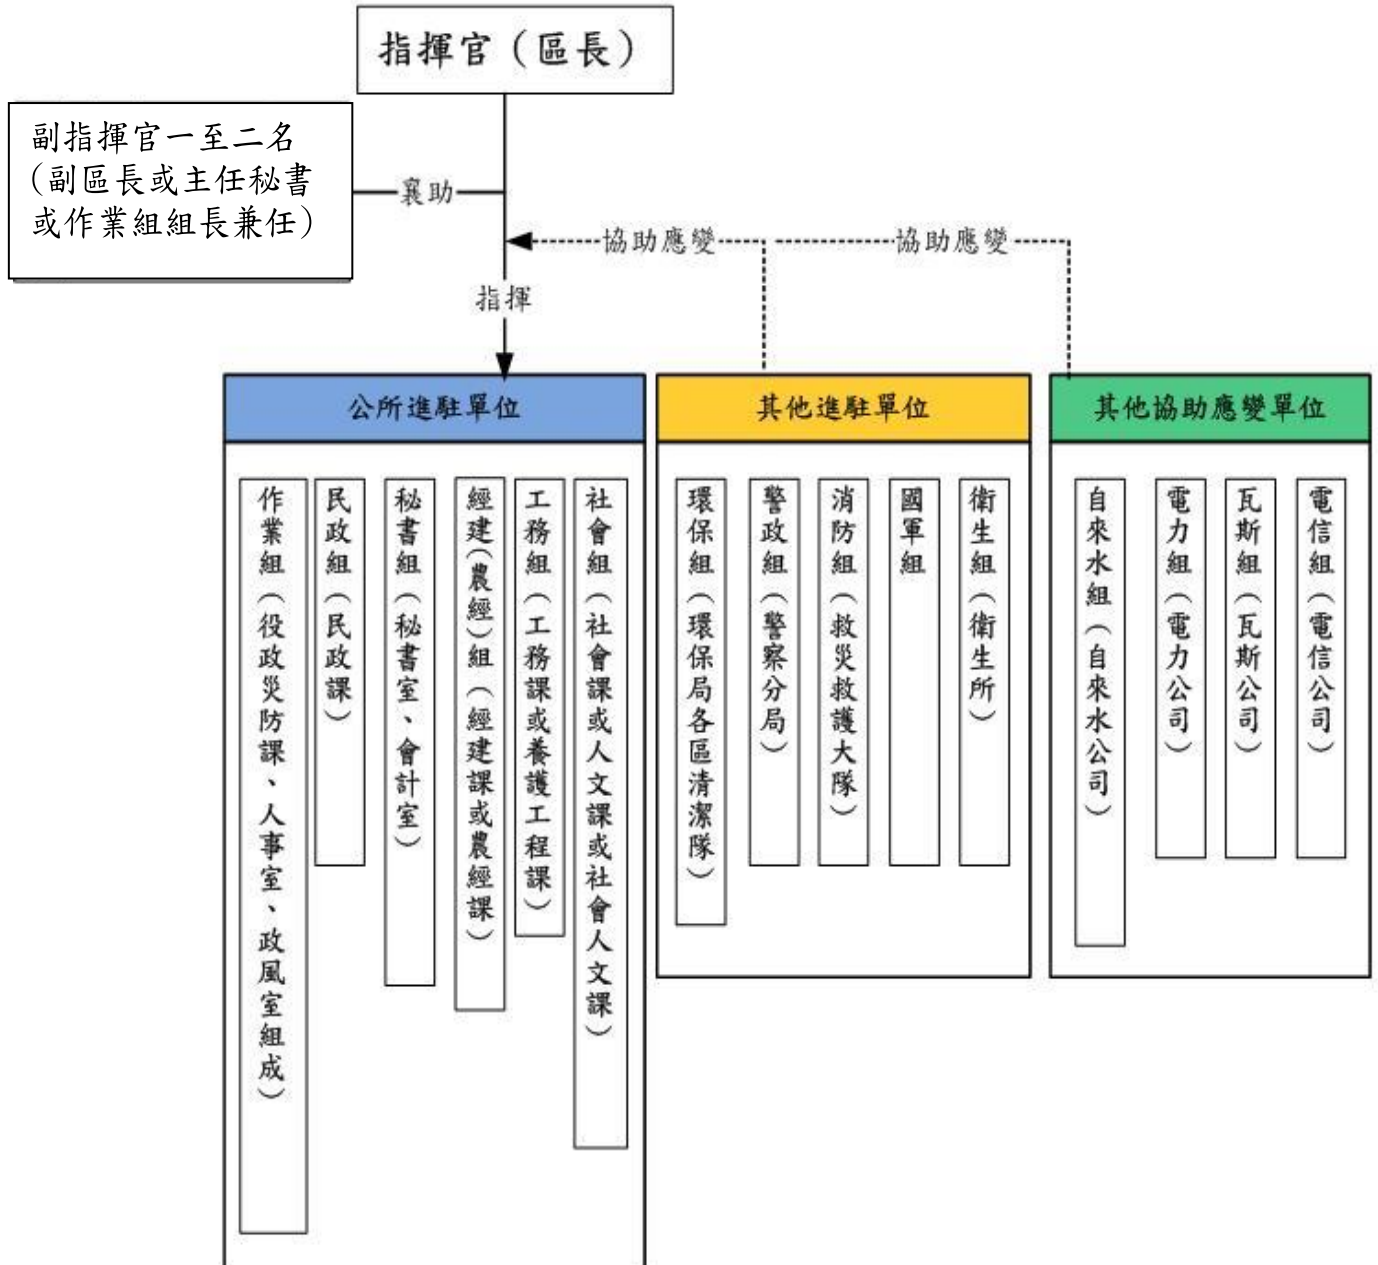 指揮官（區長）
副指揮官一至二名
（副區長或主任秘書
或作業組組長兼任）
襄助
協助應變
協助應變
指揮
公所進駐單位
作業組（役政災防課、人事室、政風室組成）
民政組（民政課）
秘書組（秘書室、會計室）
經建（農經）組（經建課或農經課）
工務組（工務課或養護工程課）
社會組（社會課或人文課或社會人文課）
其他進駐單位
環保組（環保局各區清潔隊）
警政組（警察分局）
消防組（救災救護大隊）
國軍組
衛生組（衛生所）
其他協助應變單位
自來水組（自來水公司）
電力組（電力公司）
瓦斯組（瓦斯公司）
電信組（電信公司）